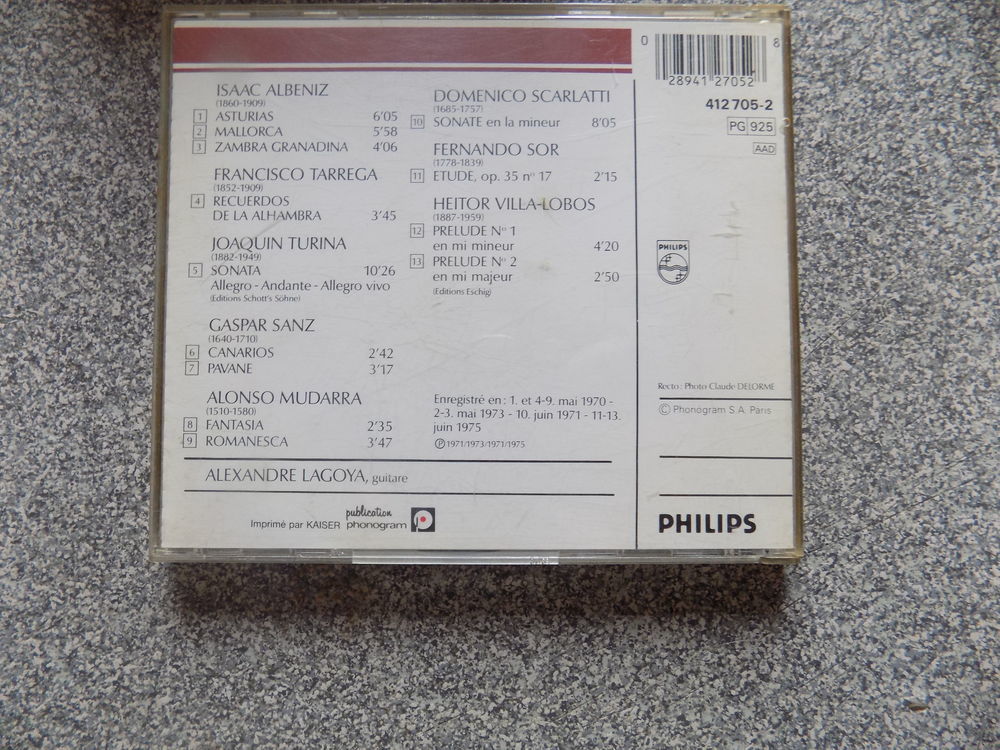 ISAAC ALBENIZ
(1860-1909)
1 ASTURIAS 6'05
2 MALLORCA 5'58
3 ZAMBRA GRANADINA 4'06
FRANCISCO TARREGA
(1852-1909)
4 RECUERDOS
DE LA ALHAMBRA 3'45
JOAQUIN TURINA
(1882-1949)
5 SONATA 10'26
Allegro - Andante - Allegro vivo
(Editions Schott's Söhne)
GASPAR SANZ
(1640-1710)
6 CANARIOS 2'42
7 PAVANE 3'17
ALONSO MUDARRA
(1510-1580)
8 FANTASIA 2'35
9 ROMANESCA 3'47
DOMENICO SCARLATTI
(1685-1757)
10 SONATE en la mineur 8'05
FERNANDO SOR
(1778-1839)
11 ETUDE, op. 35 nº 17 2'15
HEITOR VILLA-LOBOS
(1887-1959)
12 PRELUDE Nº 1
en mi mineur 4'20
13 PRELUDE Nº 2
en mi majeur 2'50
(Editions Eschig)
Enregistré en : 1. et 4-9. mai 1970 -
2-3. mai 1973 - 10. juin 1971 - 11-13.
juin 1975
℗ 1971/1973/1971/1975
ALEXANDRE LAGOYA, guitare
Imprimé par KAISER
publication
phonogram
0 28941 27052 8
412 705-2
PG 925
AAD
PHILIPS
Recto : Photo Claude DELORME
© Phonogram S.A. Paris
PHILIPS